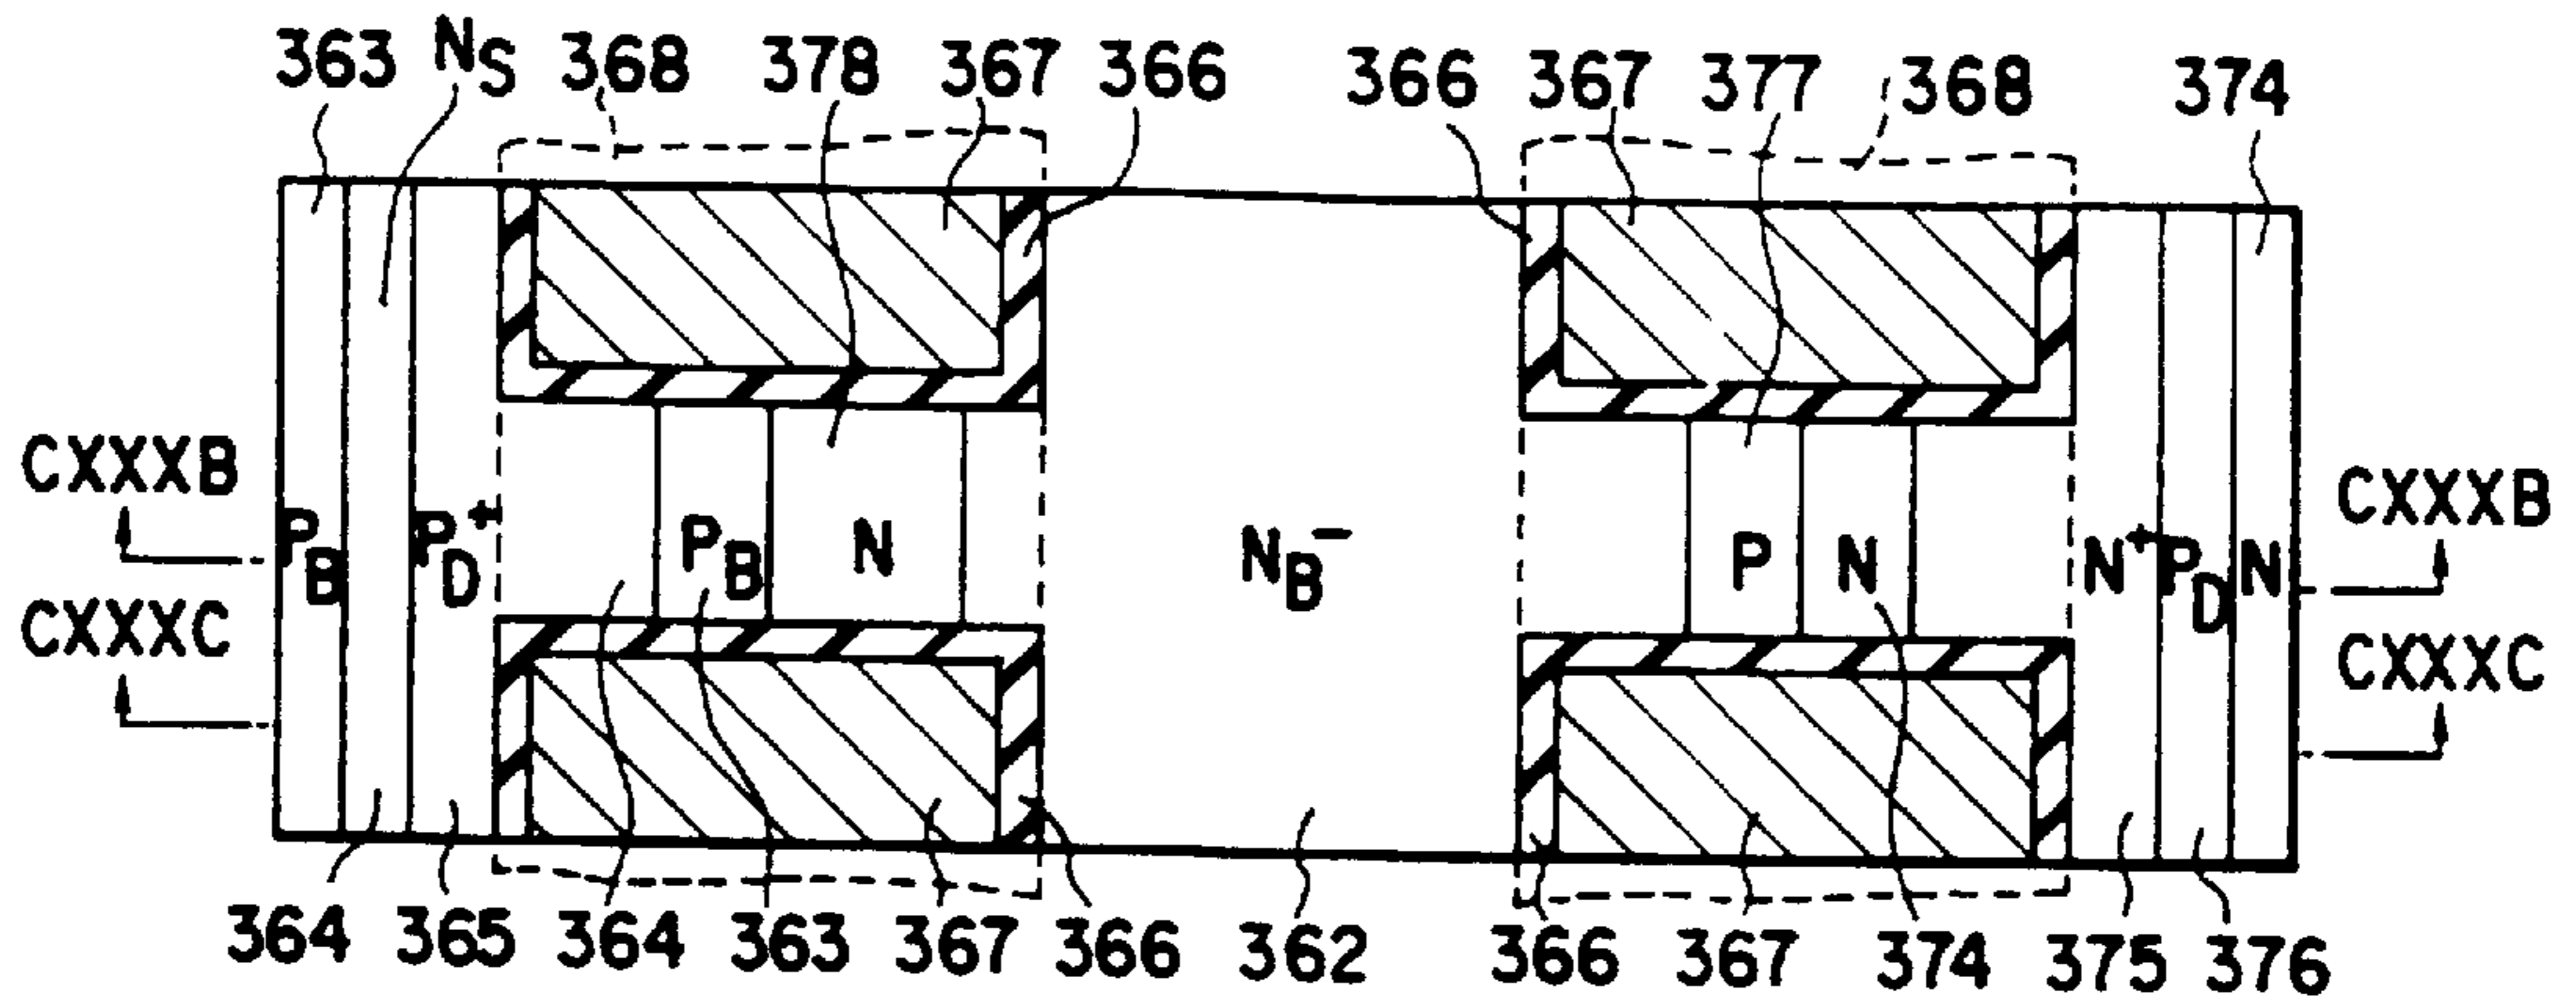 363 NS 368 378 367 366 366 367 377 368 374
CXXXB CXXXB
PB PD+ PB N NB- P N N+ PD N
CXXXC CXXXC
364 365 364 363 367 366 362 366 367 374 375 376